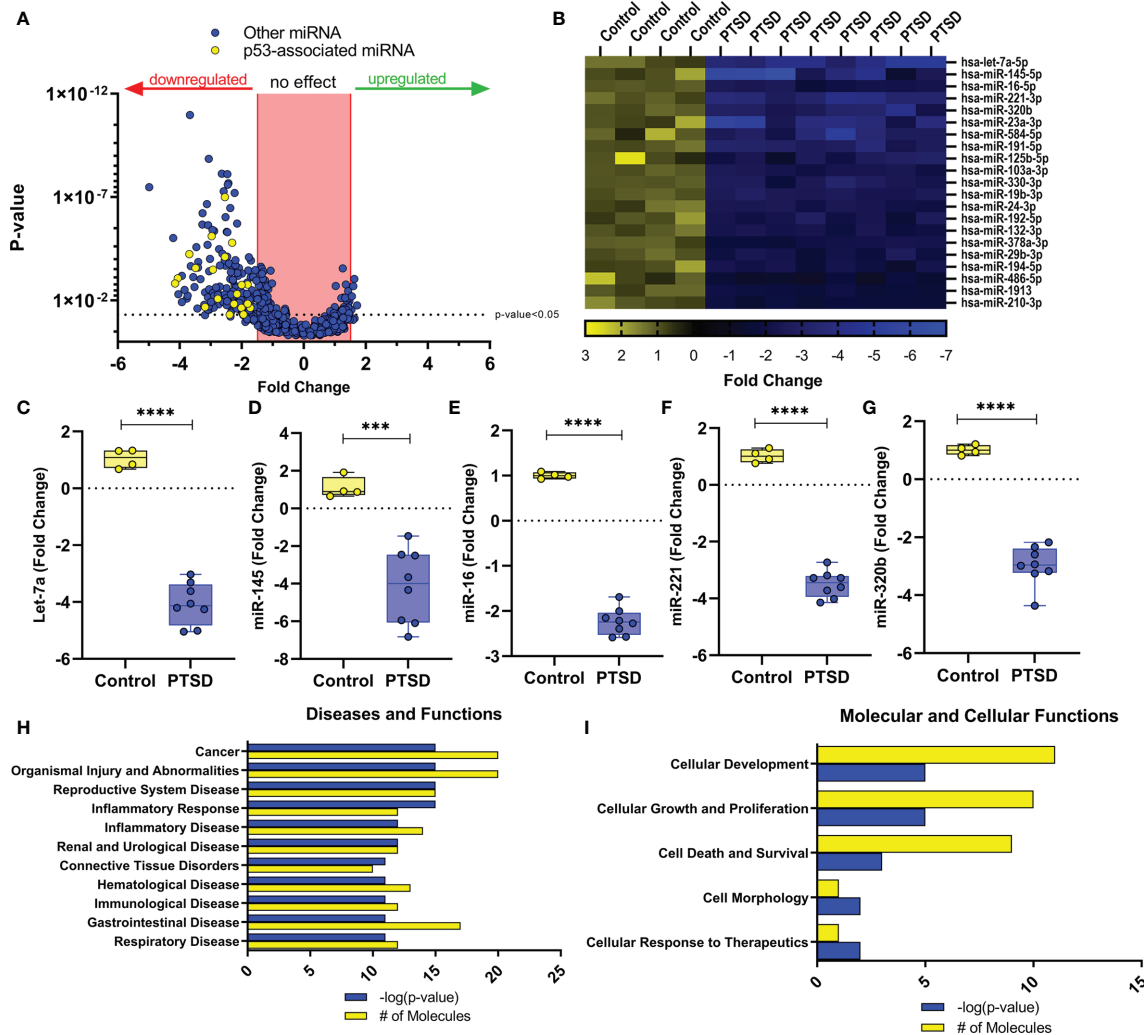 A
Other miRNA
p53-associated miRNA
downregulated
no effect
upregulated
1×10-12
1×10-7
1×10-2
P-value
p-value<0.05
-6 -4 -2 0 2 4 6
Fold Change
B
Control Control Control Control PTSD PTSD PTSD PTSD PTSD PTSD PTSD PTSD
hsa-let-7a-5p
hsa-miR-145-5p
hsa-miR-16-5p
hsa-miR-221-3p
hsa-miR-320b
hsa-miR-23a-3p
hsa-miR-584-5p
hsa-miR-191-5p
hsa-miR-125b-5p
hsa-miR-103a-3p
hsa-miR-330-3p
hsa-miR-19b-3p
hsa-miR-24-3p
hsa-miR-192-5p
hsa-miR-132-3p
hsa-miR-378a-3p
hsa-miR-29b-3p
hsa-miR-194-5p
hsa-miR-486-5p
hsa-miR-1913
hsa-miR-210-3p
3 2 1 0 -1 -2 -3 -4 -5 -6 -7
Fold Change
C
****
2
0
-2
-4
-6
Let-7a (Fold Change)
Control PTSD
D
***
4
2
0
-2
-4
-6
-8
miR-145 (Fold Change)
Control PTSD
E
****
2
1
0
-1
-2
-3
miR-16 (Fold Change)
Control PTSD
F
****
2
0
-2
-4
-6
miR-221 (Fold Change)
Control PTSD
G
****
2
0
-2
-4
-6
miR-320b (Fold Change)
Control PTSD
H
Diseases and Functions
Cancer
Organismal Injury and Abnormalities
Reproductive System Disease
Inflammatory Response
Inflammatory Disease
Renal and Urological Disease
Connective Tissue Disorders
Hematological Disease
Immunological Disease
Gastrointestinal Disease
Respiratory Disease
0 5 10 15 20 25
-log(p-value)
# of Molecules
I
Molecular and Cellular Functions
Cellular Development
Cellular Growth and Proliferation
Cell Death and Survival
Cell Morphology
Cellular Response to Therapeutics
0 5 10 15
-log(p-value)
# of Molecules